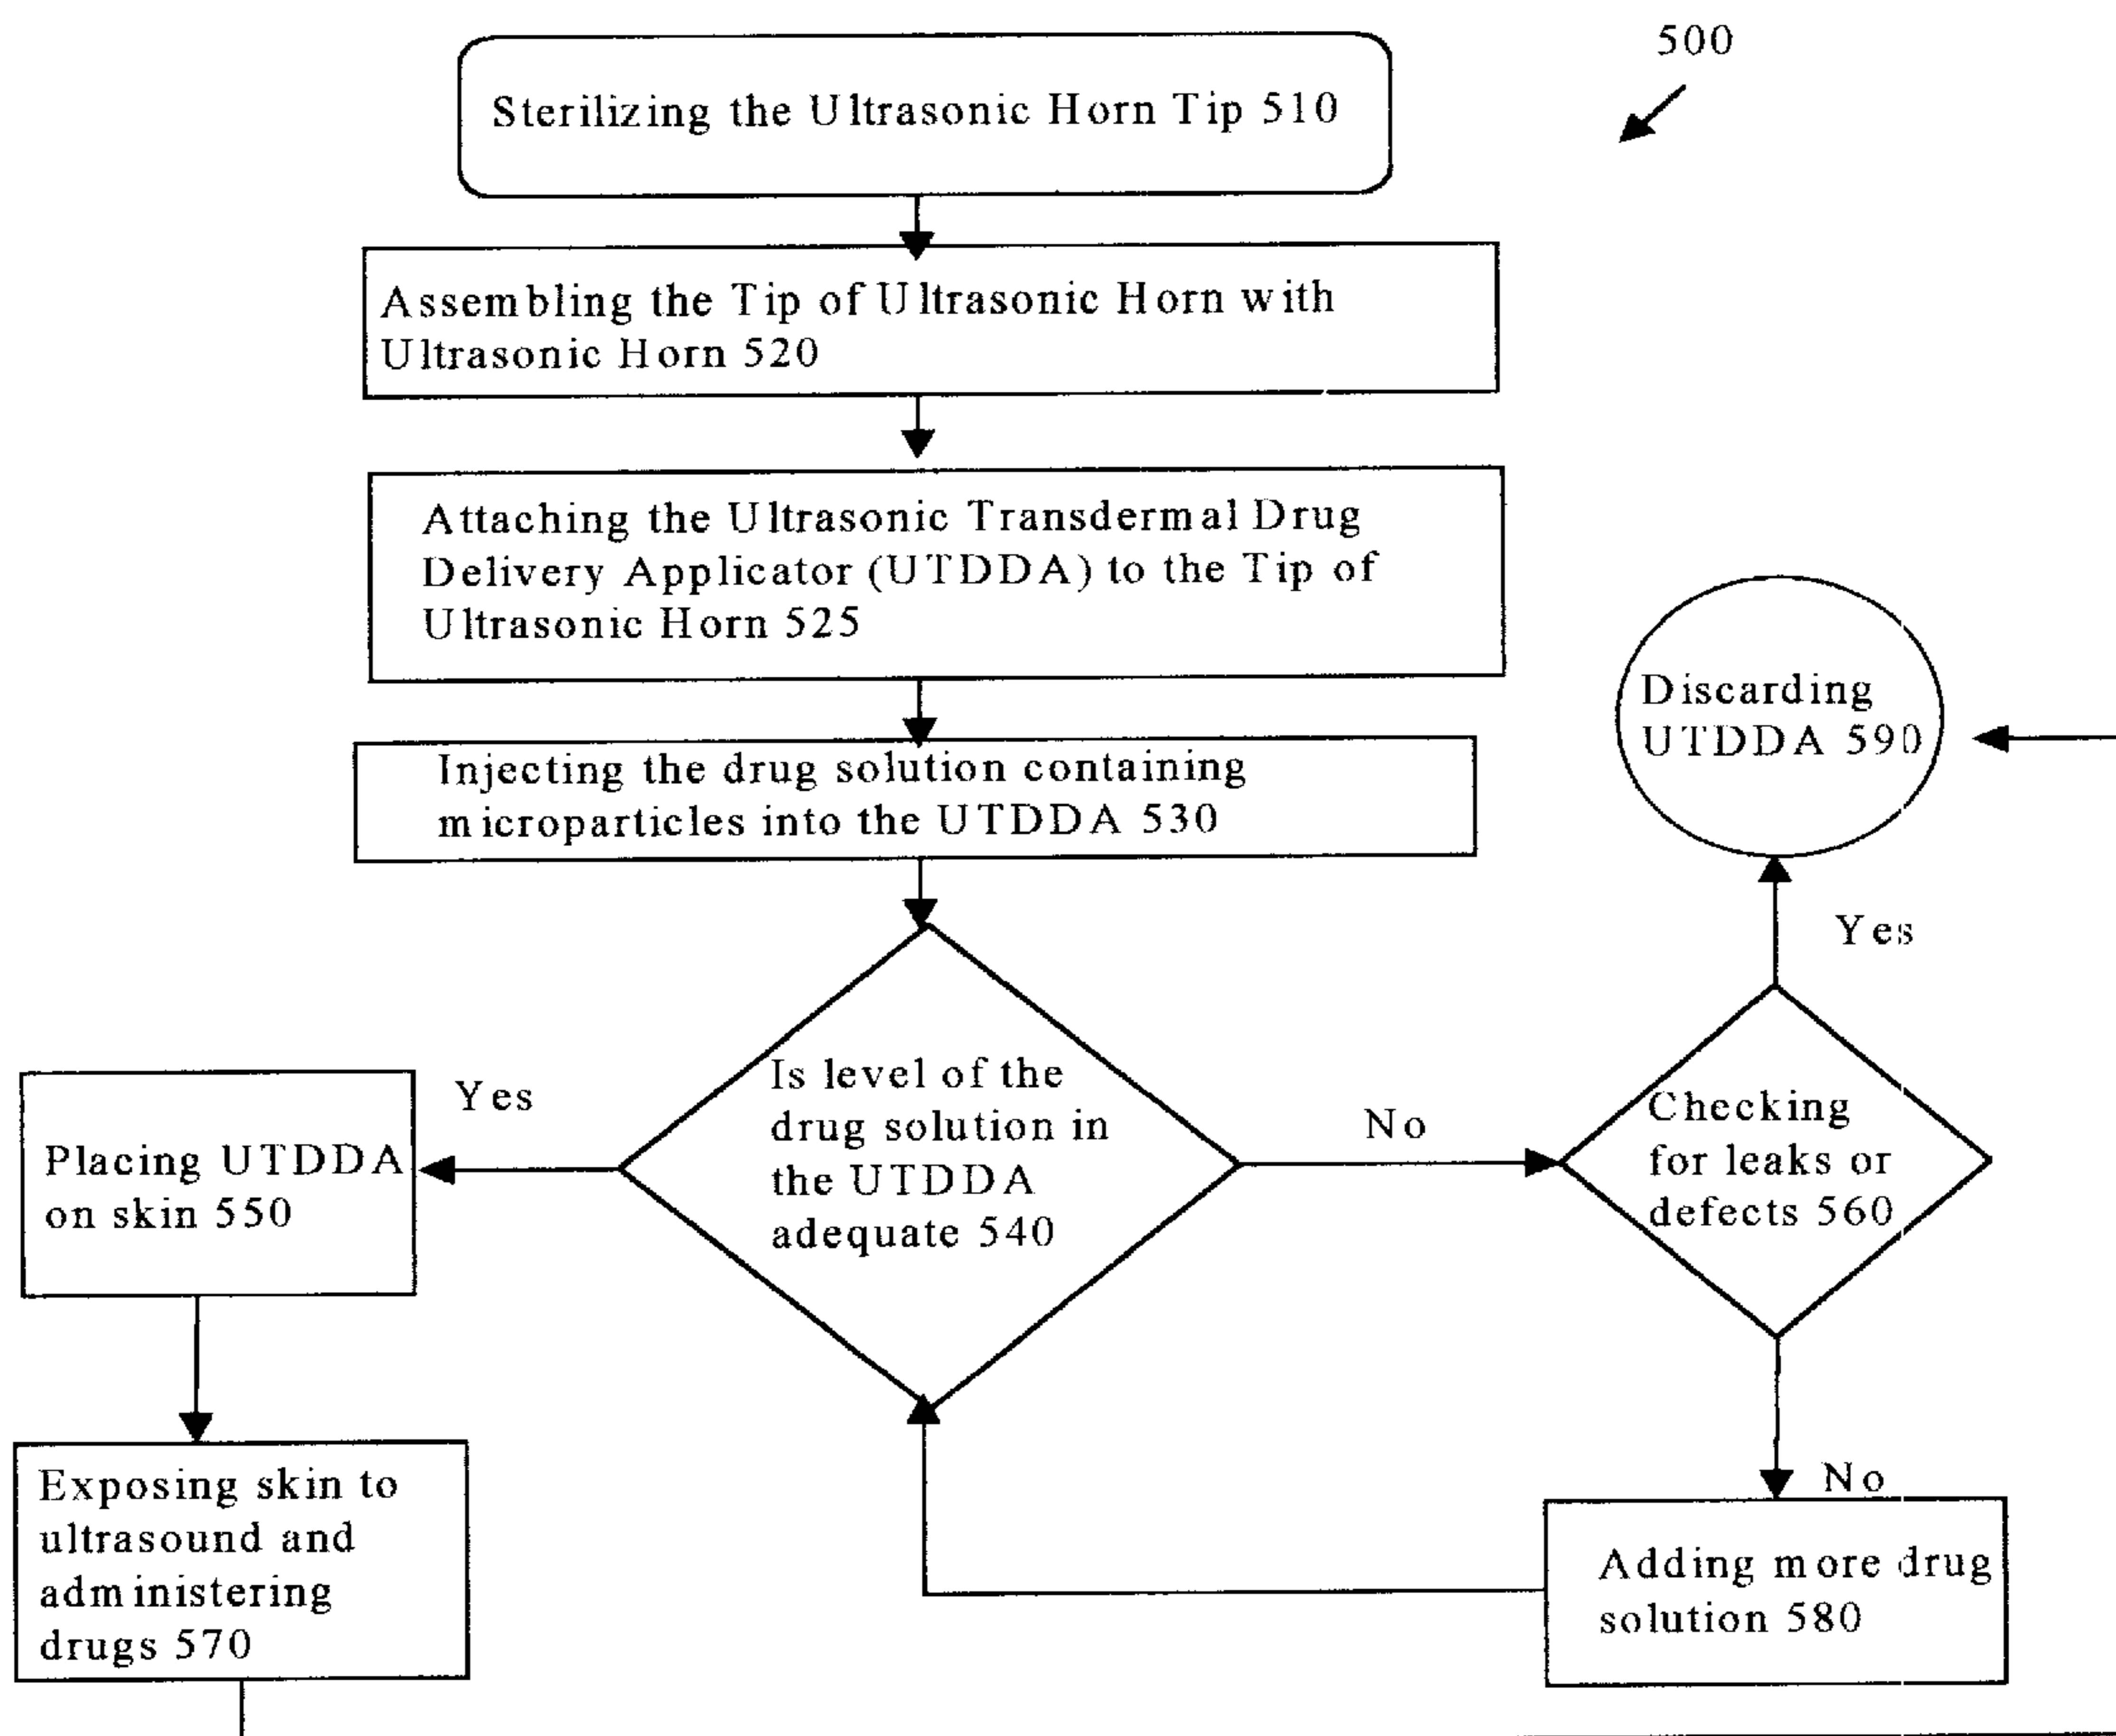 500
Sterilizing the Ultrasonic Horn Tip 510
Assembling the Tip of Ultrasonic Horn with
Ultrasonic Horn 520
Attaching the Ultrasonic Transdermal Drug
Delivery Applicator (UTDDA) to the Tip of
Ultrasonic Horn 525
Injecting the drug solution containing
microparticles into the UTDDA 530
Discarding
UTDDA 590
Yes
Is level of the
drug solution in
the UTDDA
adequate 540
Yes
No
Placing UTDDA
on skin 550
Checking
for leaks or
defects 560
No
Exposing skin to
ultrasound and
administering
drugs 570
Adding more drug
solution 580